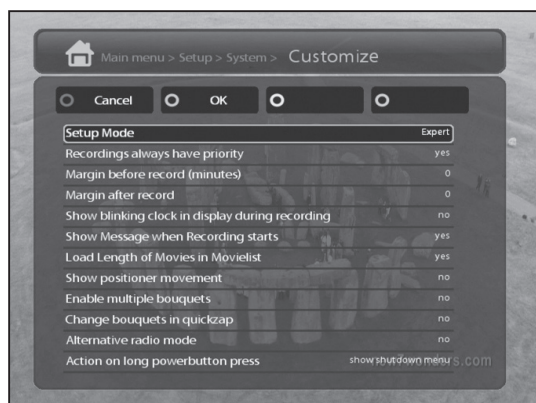 Main menu > Setup > System > Customize
Cancel OK
Setup Mode Expert
Recordings always have priority yes
Margin before record (minutes) 0
Margin after record 0
Show blinking clock in display during recording no
Show Message when Recording starts yes
Load Length of Movies in Movielist yes
Show positioner movement no
Enable multiple bouquets no
Change bouquets in quickzap no
Alternative radio mode no
Action on long powerbutton press show shutdown menu